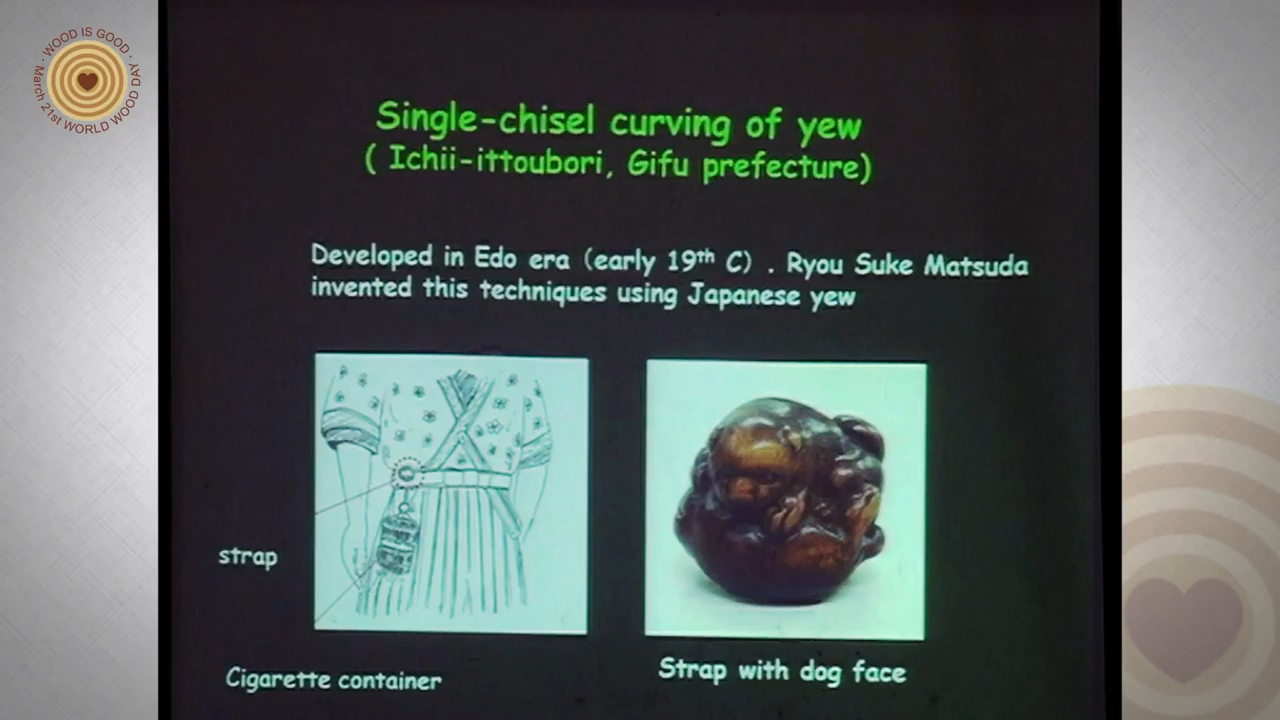 WOOD IS GOOD · March 21st WORLD WOOD DAY ·
Single-chisel curving of yew
( Ichii-ittoubori, Gifu prefecture)
Developed in Edo era (early 19th C) . Ryou Suke Matsuda
invented this techniques using Japanese yew
strap
Cigarette container
Strap with dog face